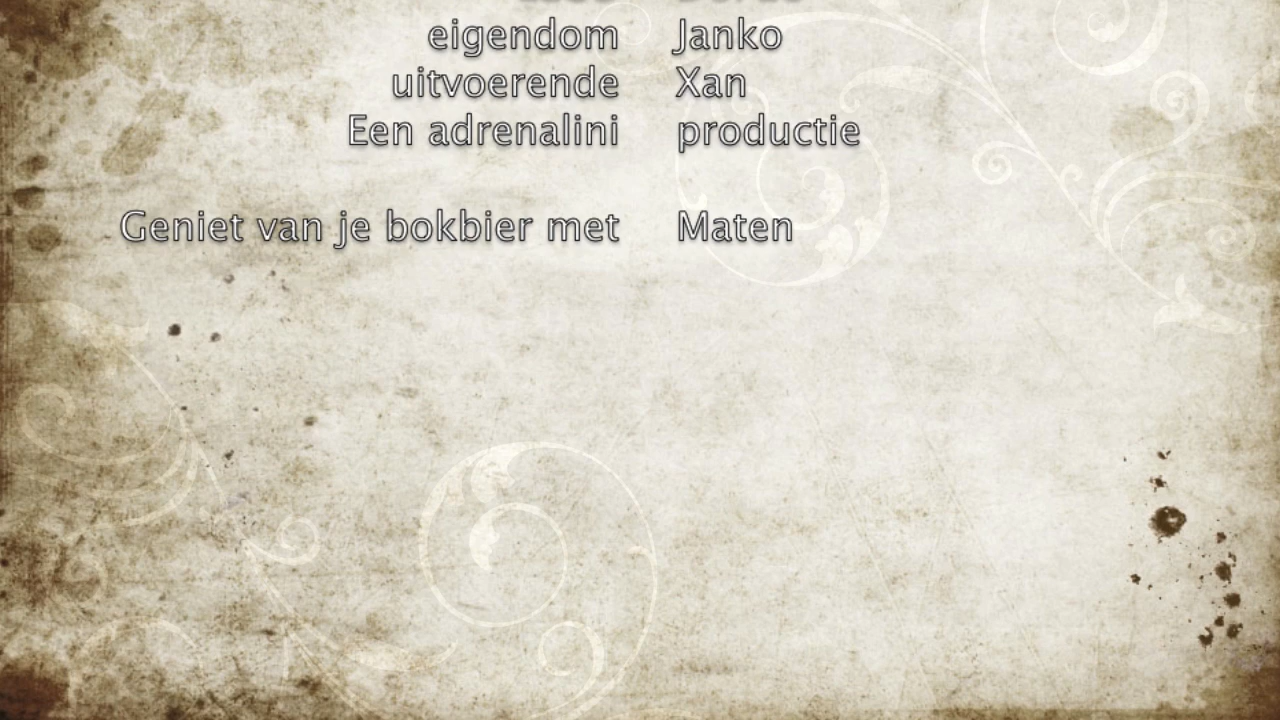 eigendom Janko
uitvoerende Xan
Een adrenalini productie
Geniet van je bokbier met Maten